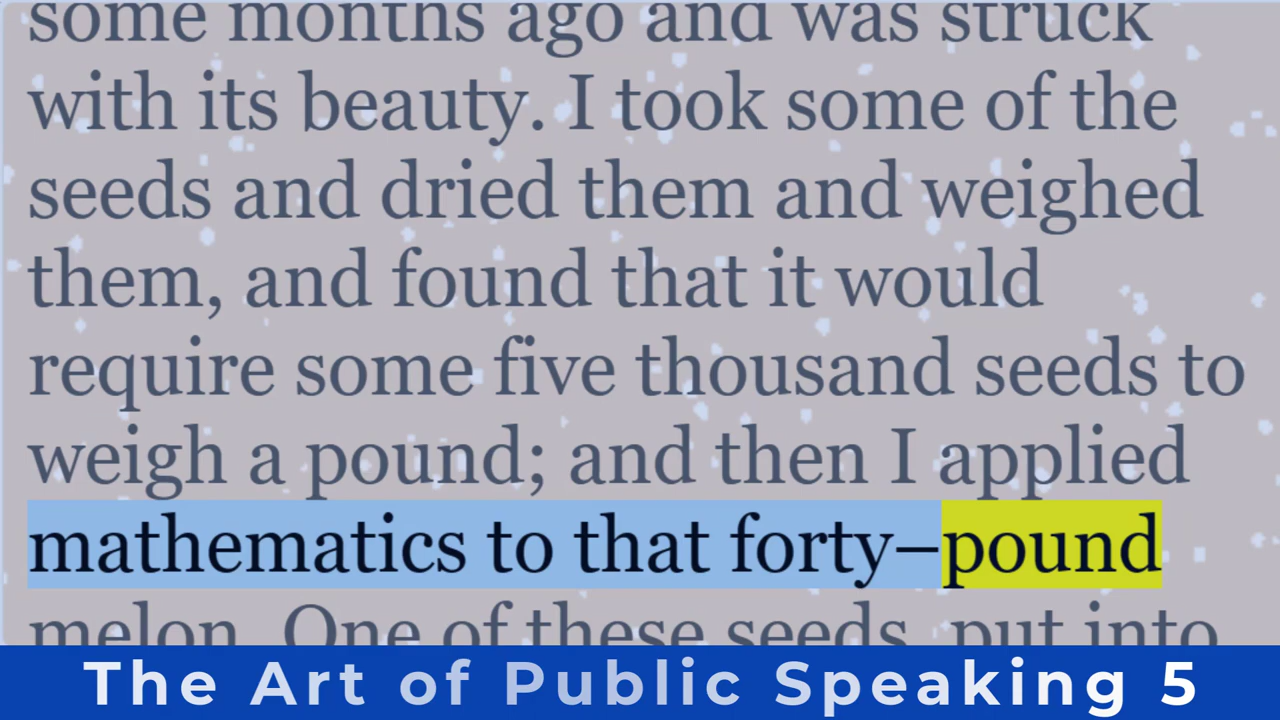 some months ago and was struck
with its beauty. I took some of the
seeds and dried them and weighed
them, and found that it would
require some five thousand seeds to
weigh a pound; and then I applied
mathematics to that forty–pound
melon. One of these seeds, put into
The Art of Public Speaking 5